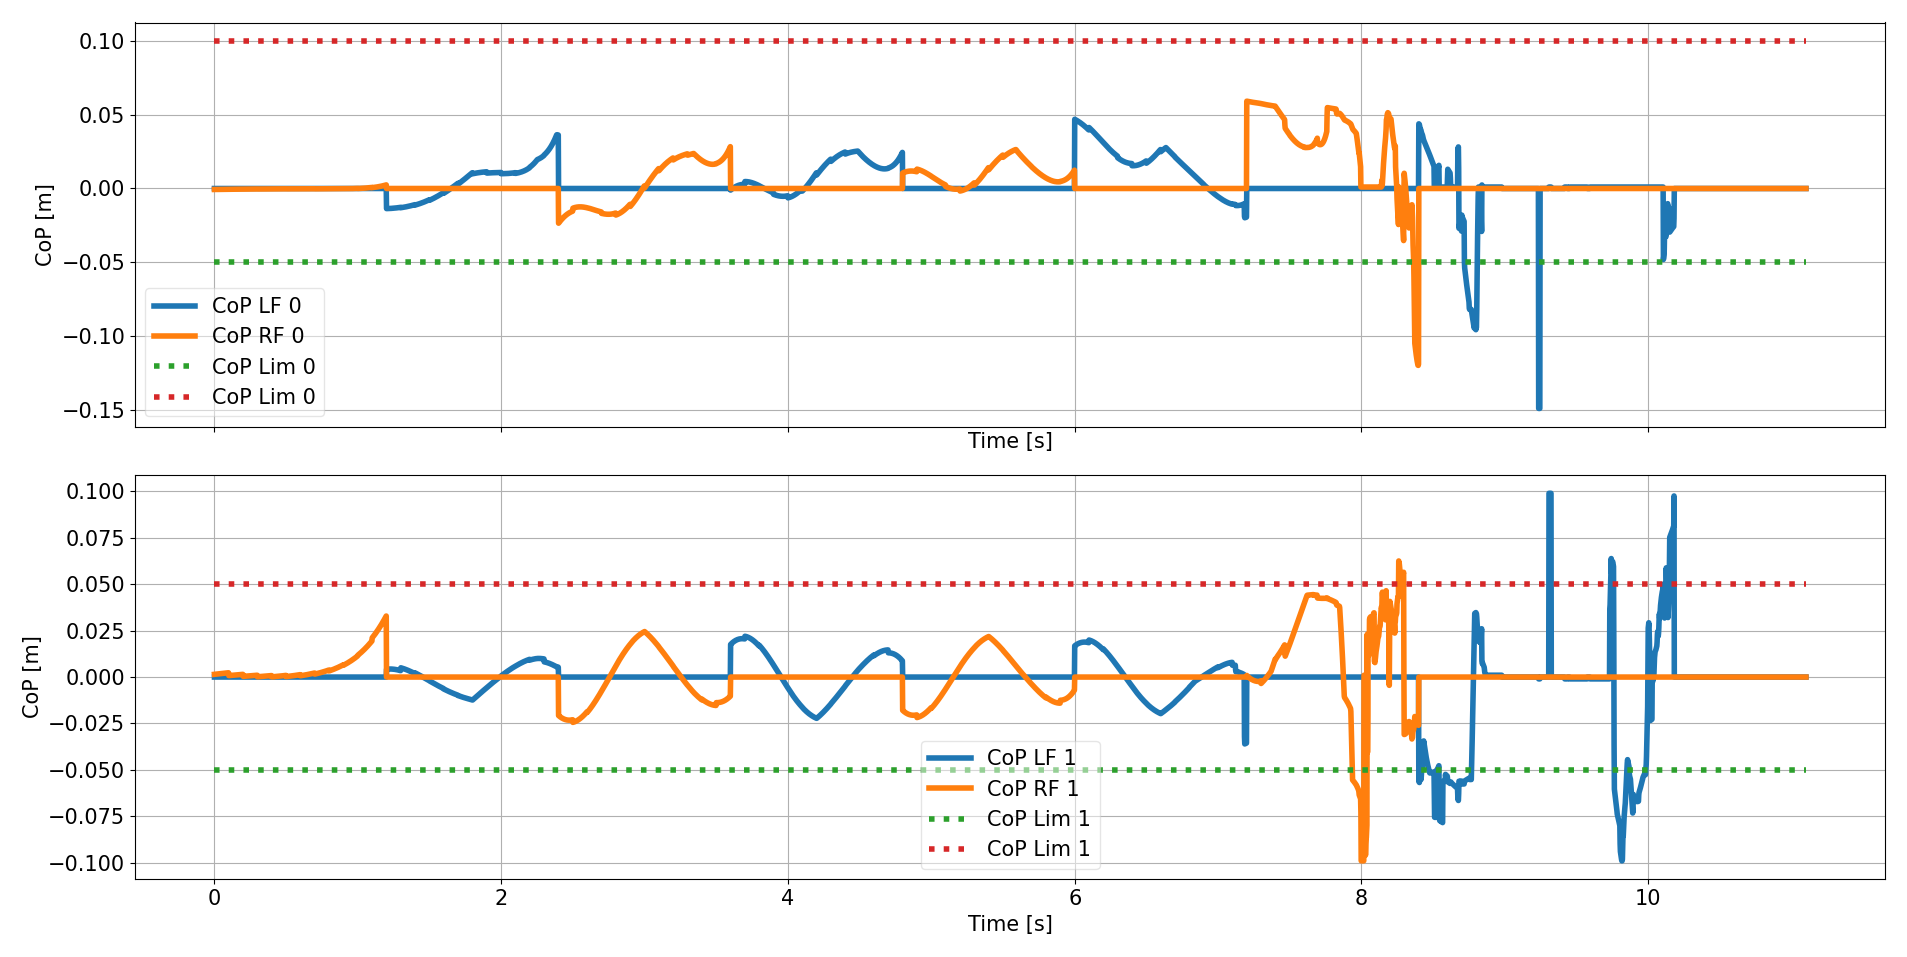 0.10
0.05
0.00
−0.05
−0.10
−0.15
CoP [m]
CoP LF 0
CoP RF 0
CoP Lim 0
CoP Lim 0
Time [s]
0.100
0.075
0.050
0.025
0.000
−0.025
−0.050
−0.075
−0.100
CoP [m]
CoP LF 1
CoP RF 1
CoP Lim 1
CoP Lim 1
0 2 4 6 8 10
Time [s]